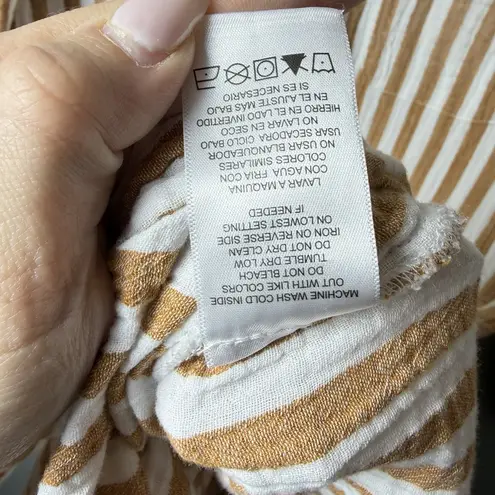 MACHINE WASH COLD INSIDE
OUT WITH LIKE COLORS
DO NOT BLEACH
TUMBLE DRY LOW
DO NOT DRY CLEAN
IRON ON REVERSE SIDE
ON LOWEST SETTING
IF NEEDED
LAVAR A MAQUINA
CON AGUA FRIA CON
COLORES SIMILARES
NO USAR BLANQUEADOR
USAR SECADORA CICLO BAJO
NO LAVAR EN SECO
HIERRO EN EL LADO INVERTIDO
EN EL AJUSTE MÁS BAJO
SI ES NECESARIO